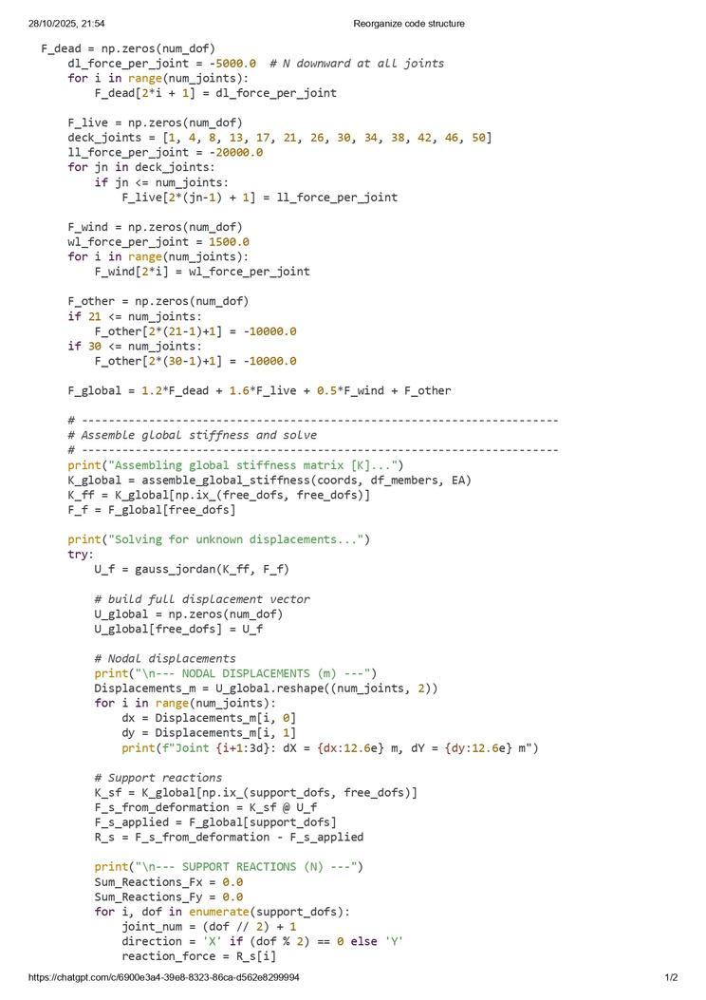 28/10/2025, 21:54 Reorganize code structure
F_dead = np.zeros(num_dof)
    dl_force_per_joint = -5000.0  # N downward at all joints
    for i in range(num_joints):
        F_dead[2*i + 1] = dl_force_per_joint

    F_live = np.zeros(num_dof)
    deck_joints = [1, 4, 8, 13, 17, 21, 26, 30, 34, 38, 42, 46, 50]
    ll_force_per_joint = -20000.0
    for jn in deck_joints:
        if jn <= num_joints:
            F_live[2*(jn-1) + 1] = ll_force_per_joint

    F_wind = np.zeros(num_dof)
    wl_force_per_joint = 1500.0
    for i in range(num_joints):
        F_wind[2*i] = wl_force_per_joint

    F_other = np.zeros(num_dof)
    if 21 <= num_joints:
        F_other[2*(21-1)+1] = -10000.0
    if 30 <= num_joints:
        F_other[2*(30-1)+1] = -10000.0

    F_global = 1.2*F_dead + 1.6*F_live + 0.5*F_wind + F_other

    # -----------------------------------------------------------------------
    # Assemble global stiffness and solve
    # -----------------------------------------------------------------------
    print("Assembling global stiffness matrix [K]...")
    K_global = assemble_global_stiffness(coords, df_members, EA)
    K_ff = K_global[np.ix_(free_dofs, free_dofs)]
    F_f = F_global[free_dofs]

    print("Solving for unknown displacements...")
    try:
        U_f = gauss_jordan(K_ff, F_f)

        # build full displacement vector
        U_global = np.zeros(num_dof)
        U_global[free_dofs] = U_f

        # Nodal displacements
        print("\n--- NODAL DISPLACEMENTS (m) ---")
        Displacements_m = U_global.reshape((num_joints, 2))
        for i in range(num_joints):
            dx = Displacements_m[i, 0]
            dy = Displacements_m[i, 1]
            print(f"Joint {i+1:3d}: dX = {dx:12.6e} m, dY = {dy:12.6e} m")

        # Support reactions
        K_sf = K_global[np.ix_(support_dofs, free_dofs)]
        F_s_from_deformation = K_sf @ U_f
        F_s_applied = F_global[support_dofs]
        R_s = F_s_from_deformation - F_s_applied

        print("\n--- SUPPORT REACTIONS (N) ---")
        Sum_Reactions_Fx = 0.0
        Sum_Reactions_Fy = 0.0
        for i, dof in enumerate(support_dofs):
            joint_num = (dof // 2) + 1
            direction = 'X' if (dof % 2) == 0 else 'Y'
            reaction_force = R_s[i]
https://chatgpt.com/c/6900e3a4-39e8-8323-86ca-d562e8299994 1/2